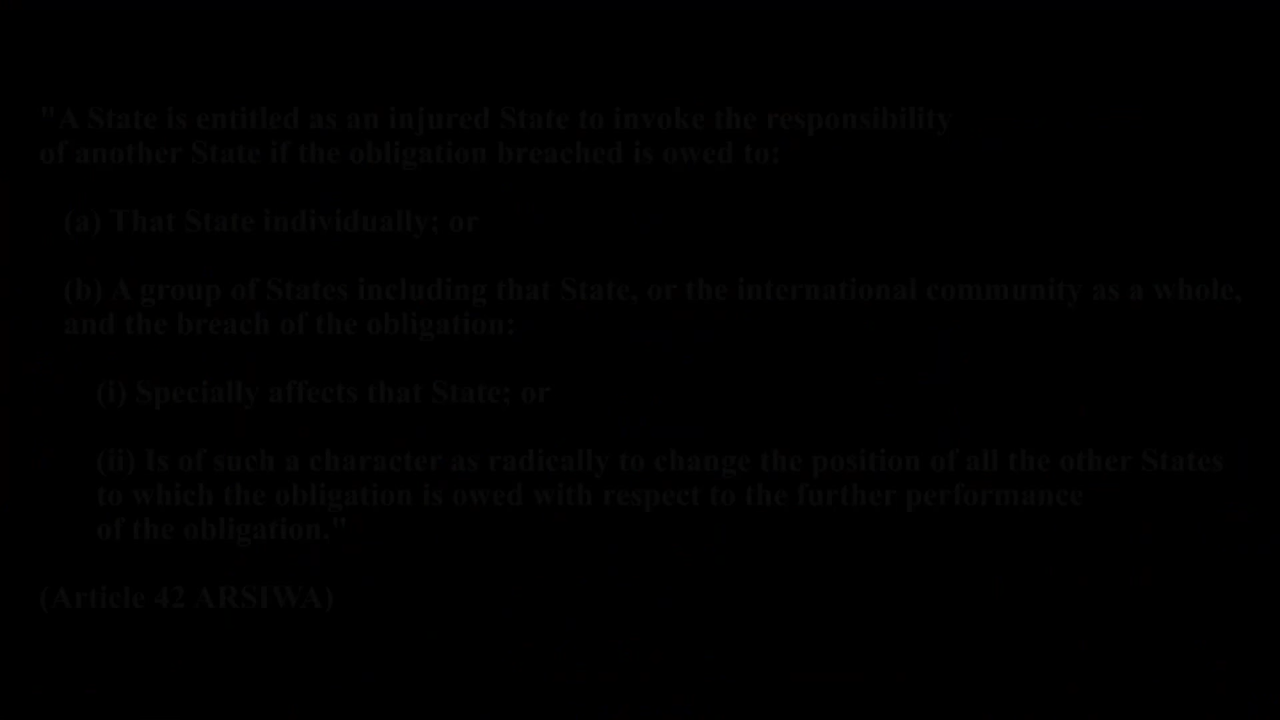 "A State is entitled as an injured State to invoke the responsibility
of another State if the obligation breached is owed to:
(a) That State individually; or
(b) A group of States including that State, or the international community as a whole,
and the breach of the obligation:
(i) Specially affects that State; or
(ii) Is of such a character as radically to change the position of all the other States
to which the obligation is owed with respect to the further performance
of the obligation."
(Article 42 ARSIWA)